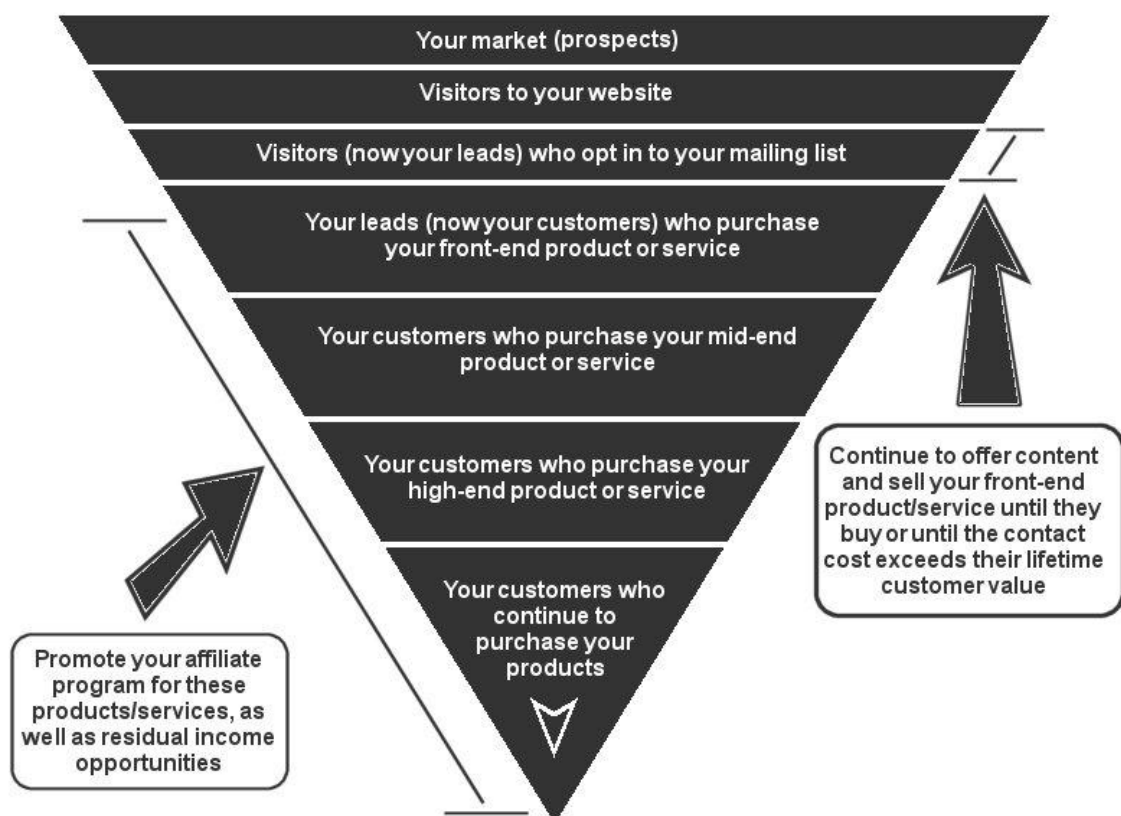 Your market (prospects)
Visitors to your website
Visitors (now your leads) who opt in to your mailing list
Your leads (now your customers) who purchase
your front-end product or service
Your customers who purchase your mid-end
product or service
Your customers who purchase your
high-end product or service
Your customers who
continue to
purchase your
products
Continue to offer content
and sell your front-end
product/service until they
buy or until the contact
cost exceeds their lifetime
customer value
Promote your affiliate
program for these
products/services, as
well as residual income
opportunities